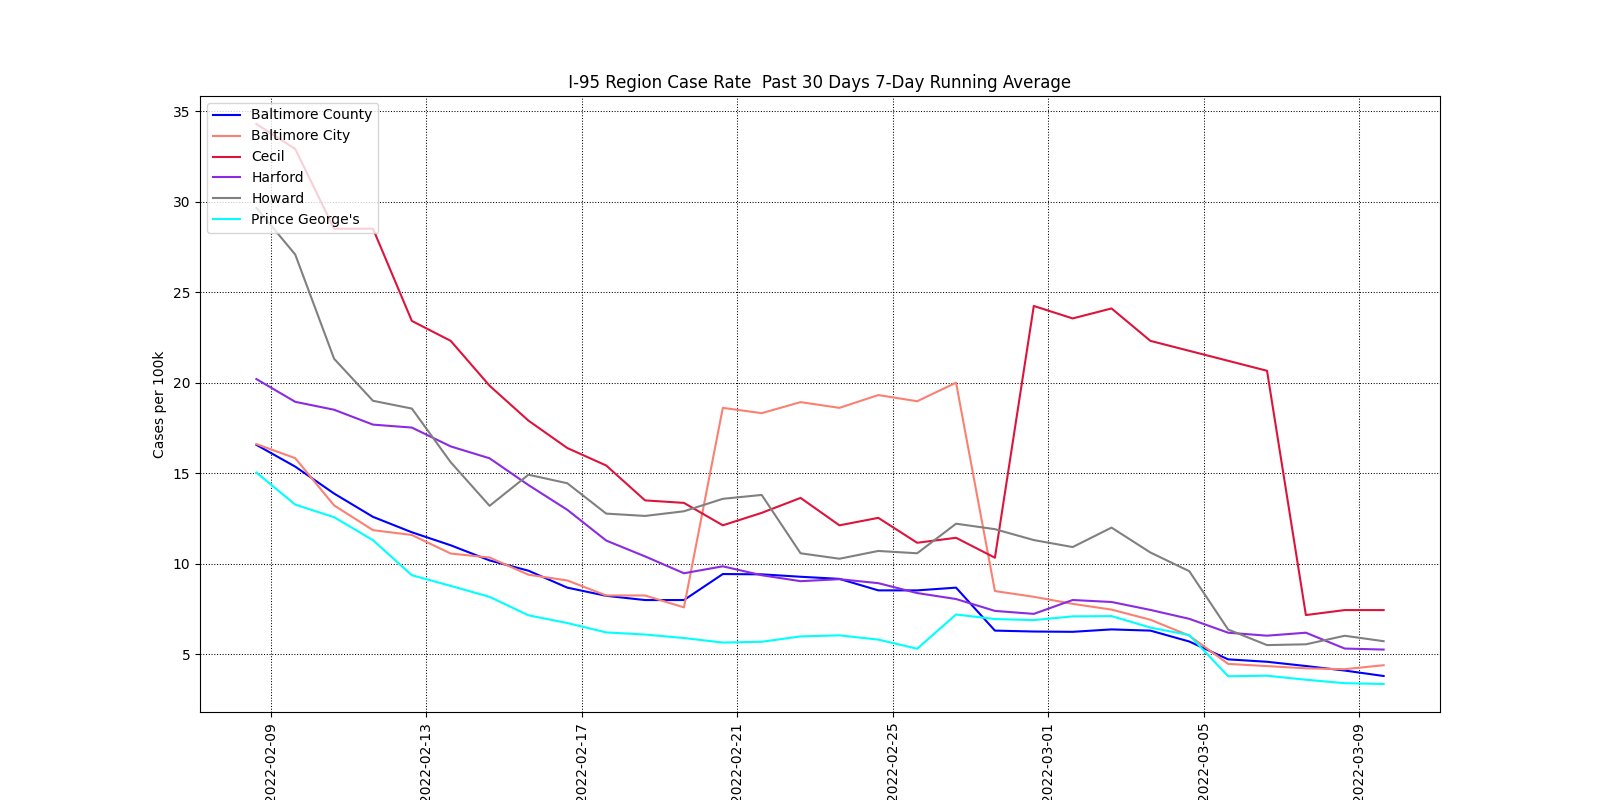 I-95 Region Case Rate  Past 30 Days 7-Day Running Average
Baltimore County
Baltimore City
Cecil
Harford
Howard
Prince George's
Cases per 100k
35
30
25
20
15
10
5
2022-02-09
2022-02-13
2022-02-17
2022-02-21
2022-02-25
2022-03-01
2022-03-05
2022-03-09